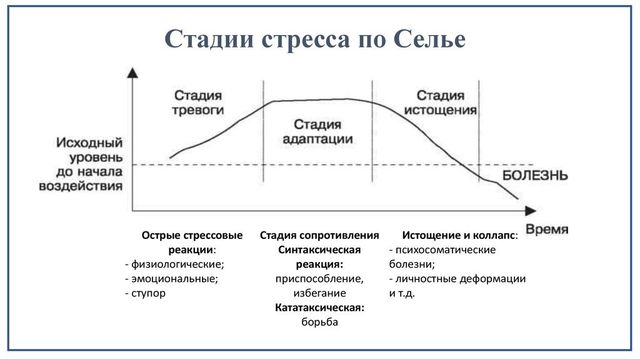 Стадии стресса по Селье
Стадия
тревоги
Стадия
адаптации
Стадия
истощения
Исходный
уровень
до начала
воздействия
БОЛЕЗНЬ
Время
Острые стрессовые
реакции:
- физиологические;
- эмоциональные;
- ступор
Стадия сопротивления
Синтаксическая
реакция:
приспособление,
избегание
Кататаксическая:
борьба
Истощение и коллапс:
- психосоматические
болезни;
- личностные деформации
и т.д.